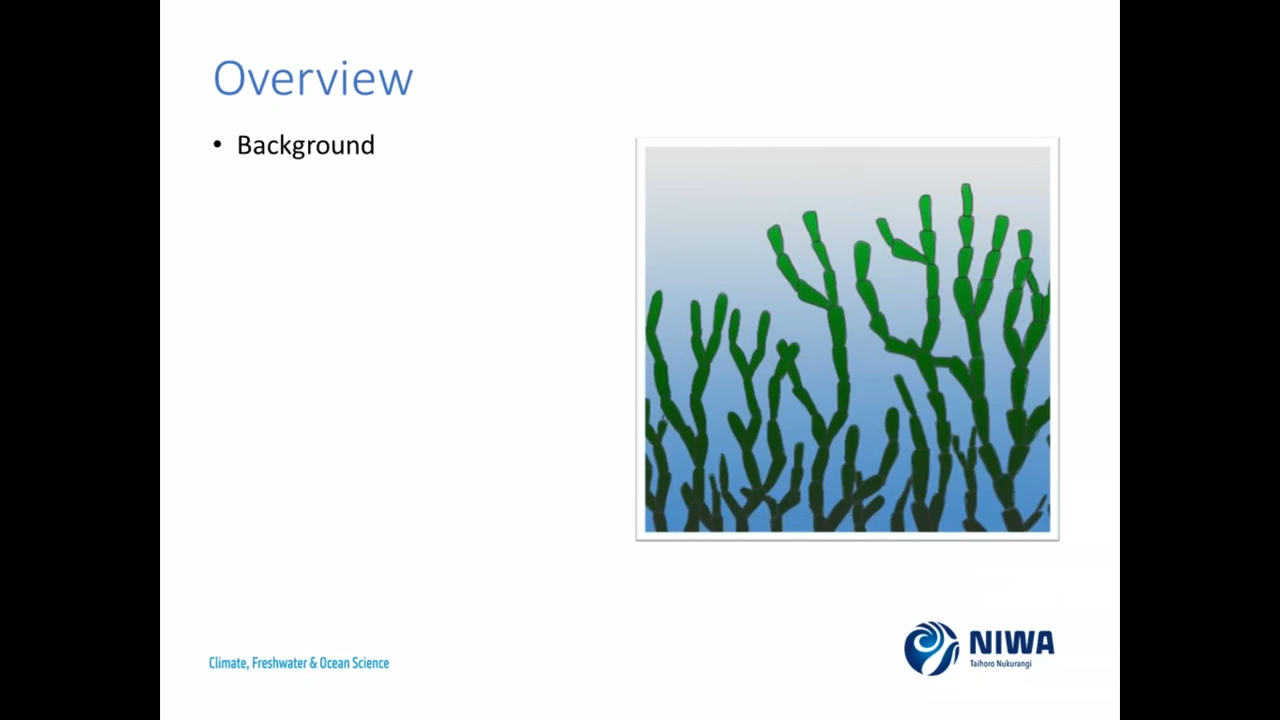 Overview
• Background
Climate, Freshwater & Ocean Science
NIWA
Taihoro Nukurangi